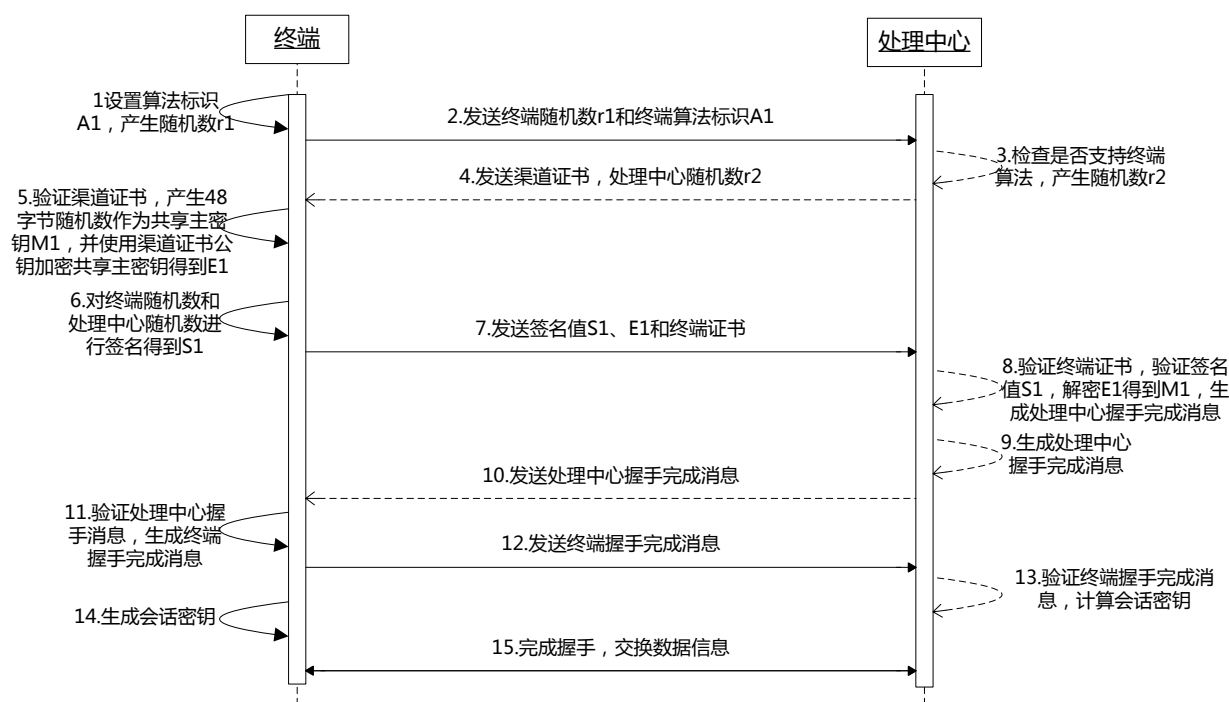 终端
处理中心
1设置算法标识
A1，产生随机数r1
2.发送终端随机数r1和终端算法标识A1
3.检查是否支持终端
算法，产生随机数r2
4.发送渠道证书，处理中心随机数r2
5.验证渠道证书，产生48
字节随机数作为共享主密
钥M1，并使用渠道证书公
钥加密共享主密钥得到E1
6.对终端随机数和
处理中心随机数进
行签名得到S1
7.发送签名值S1、E1和终端证书
8.验证终端证书，验证签名
值S1，解密E1得到M1，生
成处理中心握手完成消息
9.生成处理中心
握手完成消息
10.发送处理中心握手完成消息
11.验证处理中心握
手消息，生成终端
握手完成消息
12.发送终端握手完成消息
13.验证终端握手完成消
息，计算会话密钥
14.生成会话密钥
15.完成握手，交换数据信息